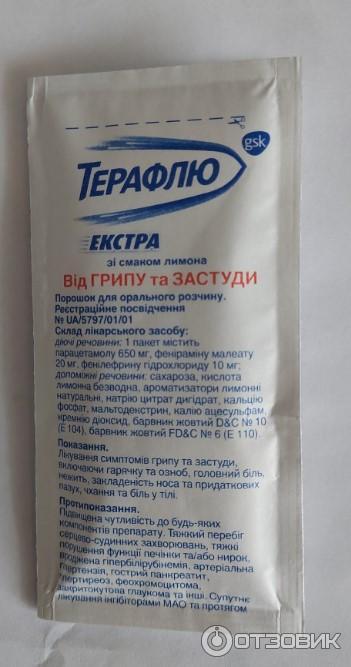 gsk
ТЕРАФЛЮ
ЕКСТРА
зі смаком лимона
Від ГРИПУ та ЗАСТУДИ
Порошок для орального розчину.
Реєстраційне посвідчення
№ UA/5797/01/01
Склад лікарського засобу:
діючі речовини: 1 пакет містить
парацетамолу 650 мг, феніраміну малеату
20 мг, фенілефрину гідрохлориду 10 мг;
допоміжні речовини: сахароза, кислота
лимонна безводна, ароматизатори лимонні
натуральні, натрію цитрат дигідрат, кальцію
фосфат, мальтодекстрин, калію ацесульфам,
кремнію діоксид, барвник жовтий D&C № 10
(Е 104), барвник жовтий FD&C № 6 (Е 110).
Показання.
Лікування симптомів грипу та застуди,
включаючи гарячку та озноб, головний біль,
нежить, закладеність носа та придаткових
пазух, чхання та біль у тілі.
Протипоказання.
Підвищена чутливість до будь-яких
компонентів препарату. Тяжкий перебіг
серцево-судинних захворювань, тяжкі
порушення функції печінки та/або нирок,
вроджена гіпербілірубінемія, артеріальна
гіпертензія, гострий панкреатит,
гіпертиреоз, феохромоцитома,
закритокутова глаукома та інші. Супутнє
лікування інгібіторами МАО та протягом
ОТЗОВИК